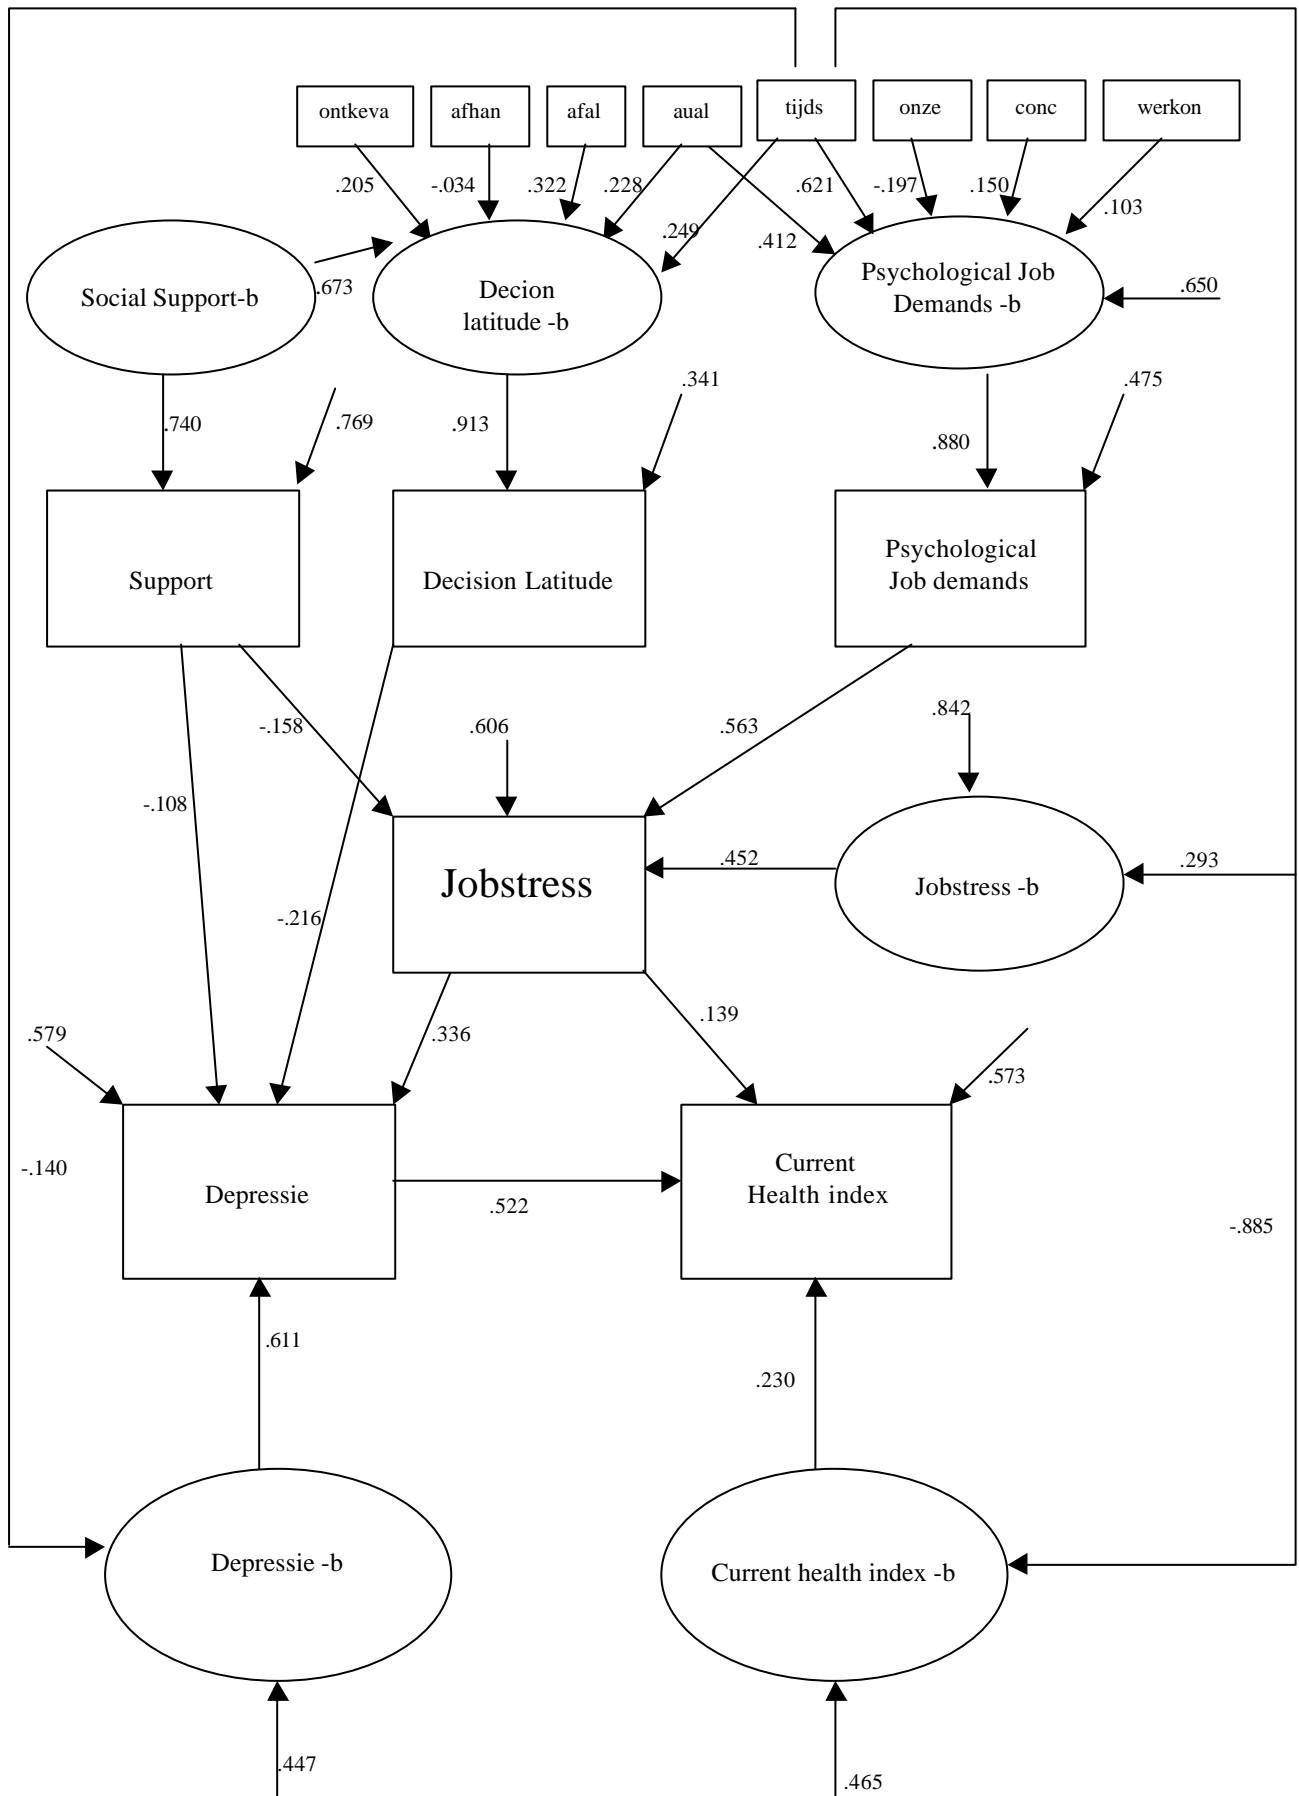 ontkeva
afhan
afal
aual
tijds
onze
conc
werkon
.205
-.034
.322
.228
.249
.621
-.197
.150
.103
.412
.673
Social Support-b
Decion
latitude -b
Psychological Job
Demands -b
.650
.740
.769
.913
.341
.880
.475
Support
Decision Latitude
Psychological
Job demands
-.158
.606
.563
.842
-.108
Jobstress
.452
Jobstress -b
.293
-.216
.579
.336
.139
.573
-.140
Depressie
.522
Current
Health index
-.885
.611
.230
Depressie -b
Current health index -b
.447
.465